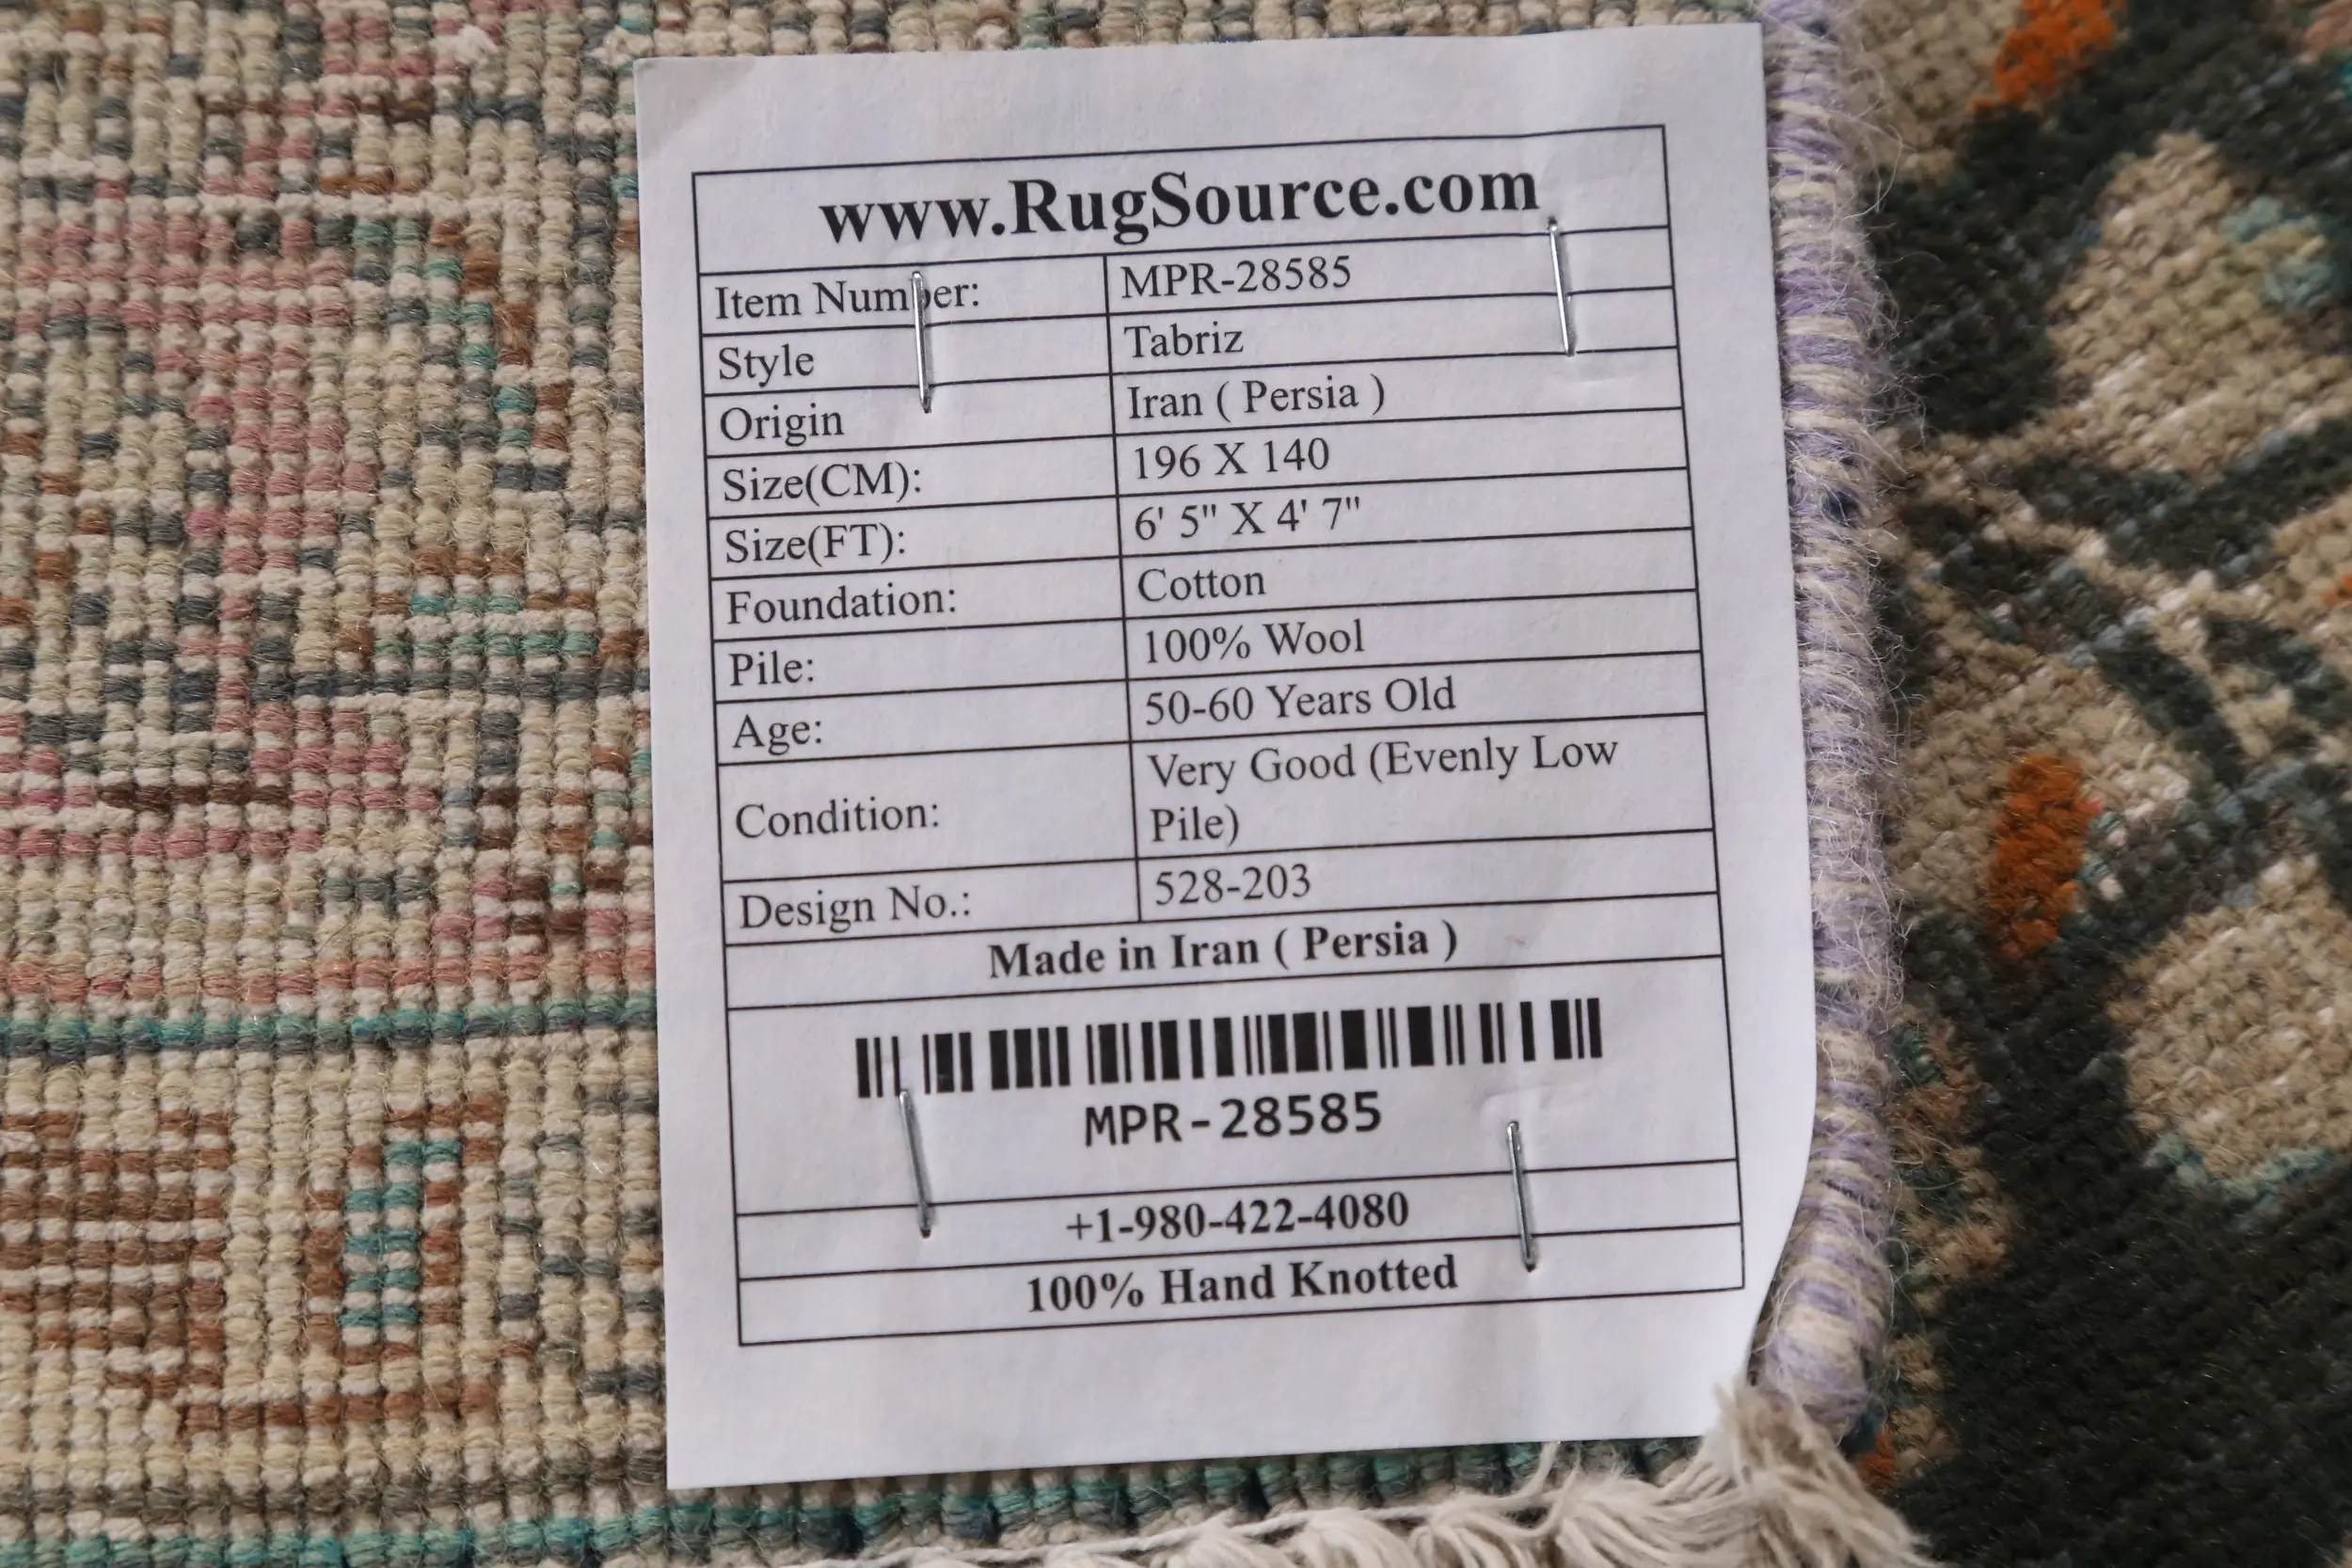 www.RugSource.com
Item Number: MPR-28585
Style Tabriz
Origin Iran ( Persia )
Size(CM): 196 X 140
Size(FT): 6' 5" X 4' 7"
Foundation: Cotton
Pile: 100% Wool
Age: 50-60 Years Old
Condition: Very Good (Evenly Low
Pile)
Design No.: 528-203
Made in Iran ( Persia )
MPR-28585
+1-980-422-4080
100% Hand Knotted